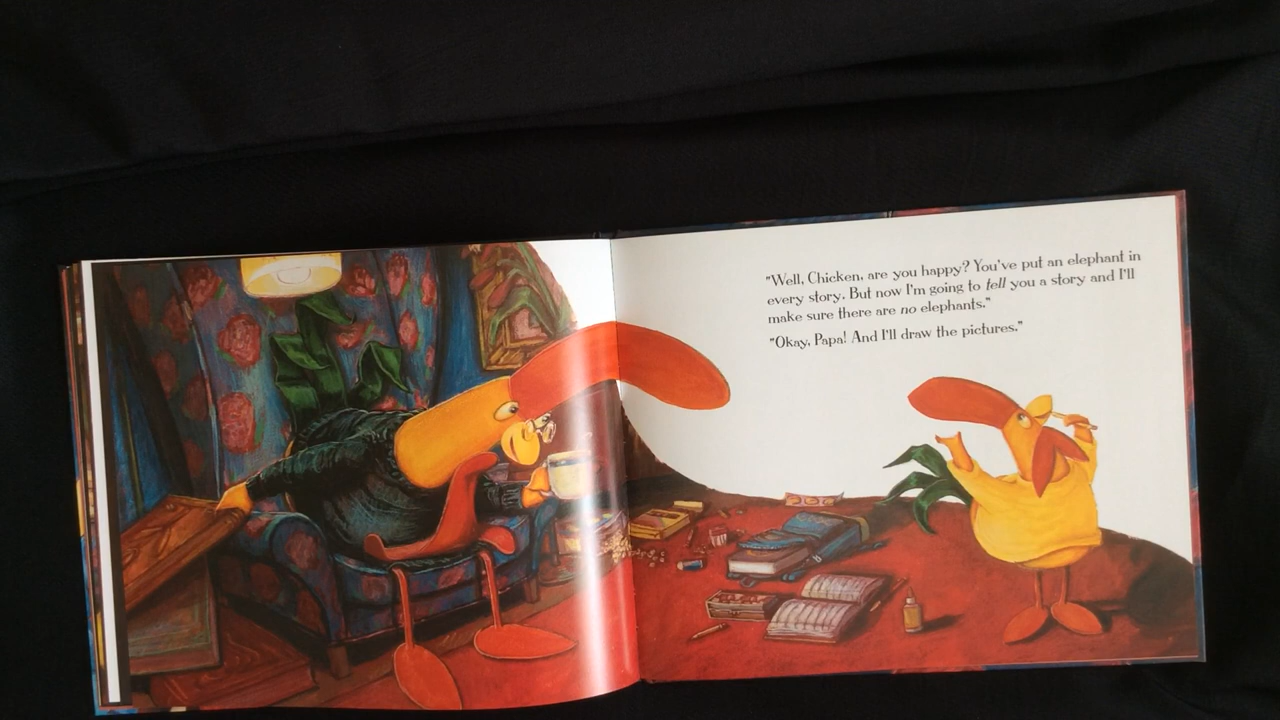 "Well, Chicken, are you happy? You've put an elephant in
every story. But now I'm going to tell you a story and I'll
make sure there are no elephants."
"Okay, Papa! And I'll draw the pictures."